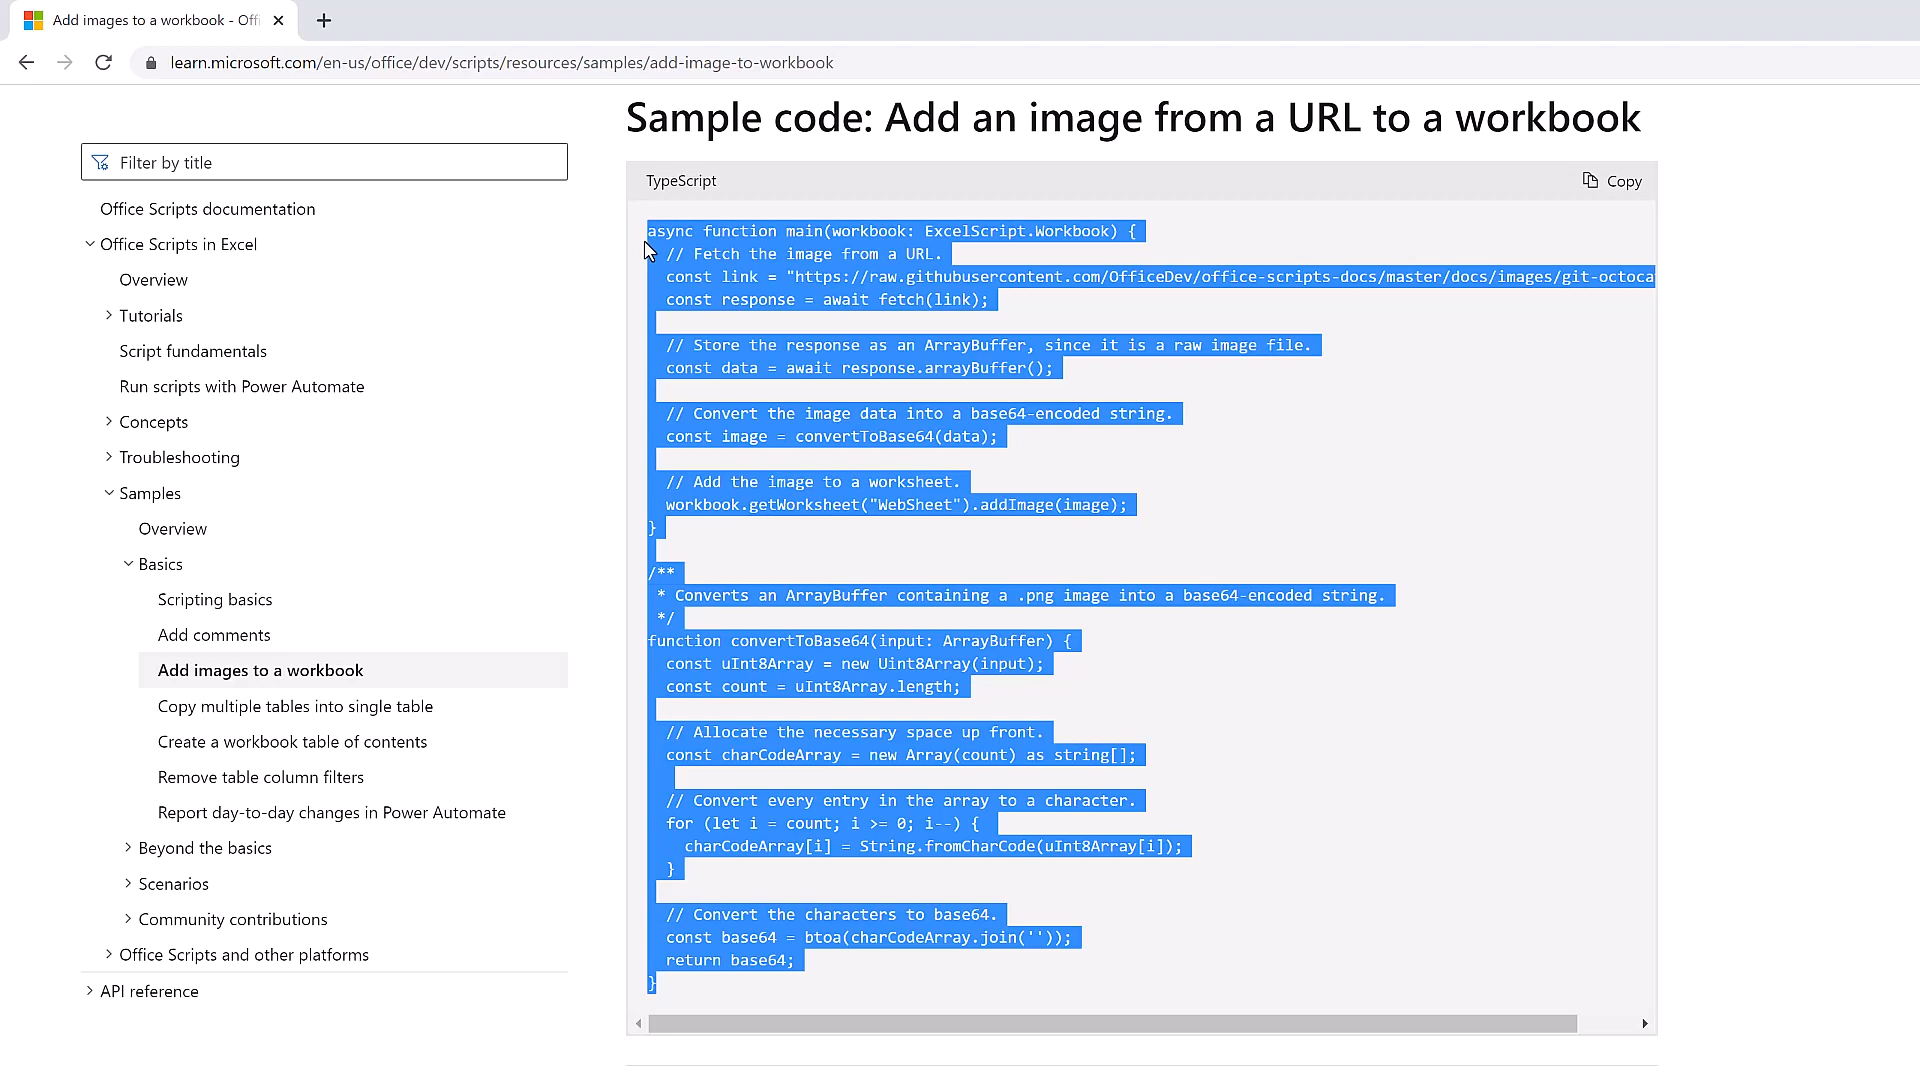 Add images to a workbook - Offi
learn.microsoft.com/en-us/office/dev/scripts/resources/samples/add-image-to-workbook
Filter by title
Office Scripts documentation
Office Scripts in Excel
Overview
Tutorials
Script fundamentals
Run scripts with Power Automate
Concepts
Troubleshooting
Samples
Overview
Basics
Scripting basics
Add comments
Add images to a workbook
Copy multiple tables into single table
Create a workbook table of contents
Remove table column filters
Report day-to-day changes in Power Automate
Beyond the basics
Scenarios
Community contributions
Office Scripts and other platforms
API reference
Sample code: Add an image from a URL to a workbook
TypeScript
Copy
async function main(workbook: ExcelScript.Workbook) {
  // Fetch the image from a URL.
  const link = "https://raw.githubusercontent.com/OfficeDev/office-scripts-docs/master/docs/images/git-octoca
  const response = await fetch(link);
  // Store the response as an ArrayBuffer, since it is a raw image file.
  const data = await response.arrayBuffer();
  // Convert the image data into a base64-encoded string.
  const image = convertToBase64(data);
  // Add the image to a worksheet.
  workbook.getWorksheet("WebSheet").addImage(image);
}
/**
 * Converts an ArrayBuffer containing a .png image into a base64-encoded string.
 */
function convertToBase64(input: ArrayBuffer) {
  const uInt8Array = new Uint8Array(input);
  const count = uInt8Array.length;
  // Allocate the necessary space up front.
  const charCodeArray = new Array(count) as string[];
  // Convert every entry in the array to a character.
  for (let i = count; i >= 0; i--) {
    charCodeArray[i] = String.fromCharCode(uInt8Array[i]);
  }
  // Convert the characters to base64.
  const base64 = btoa(charCodeArray.join(''));
  return base64;
}